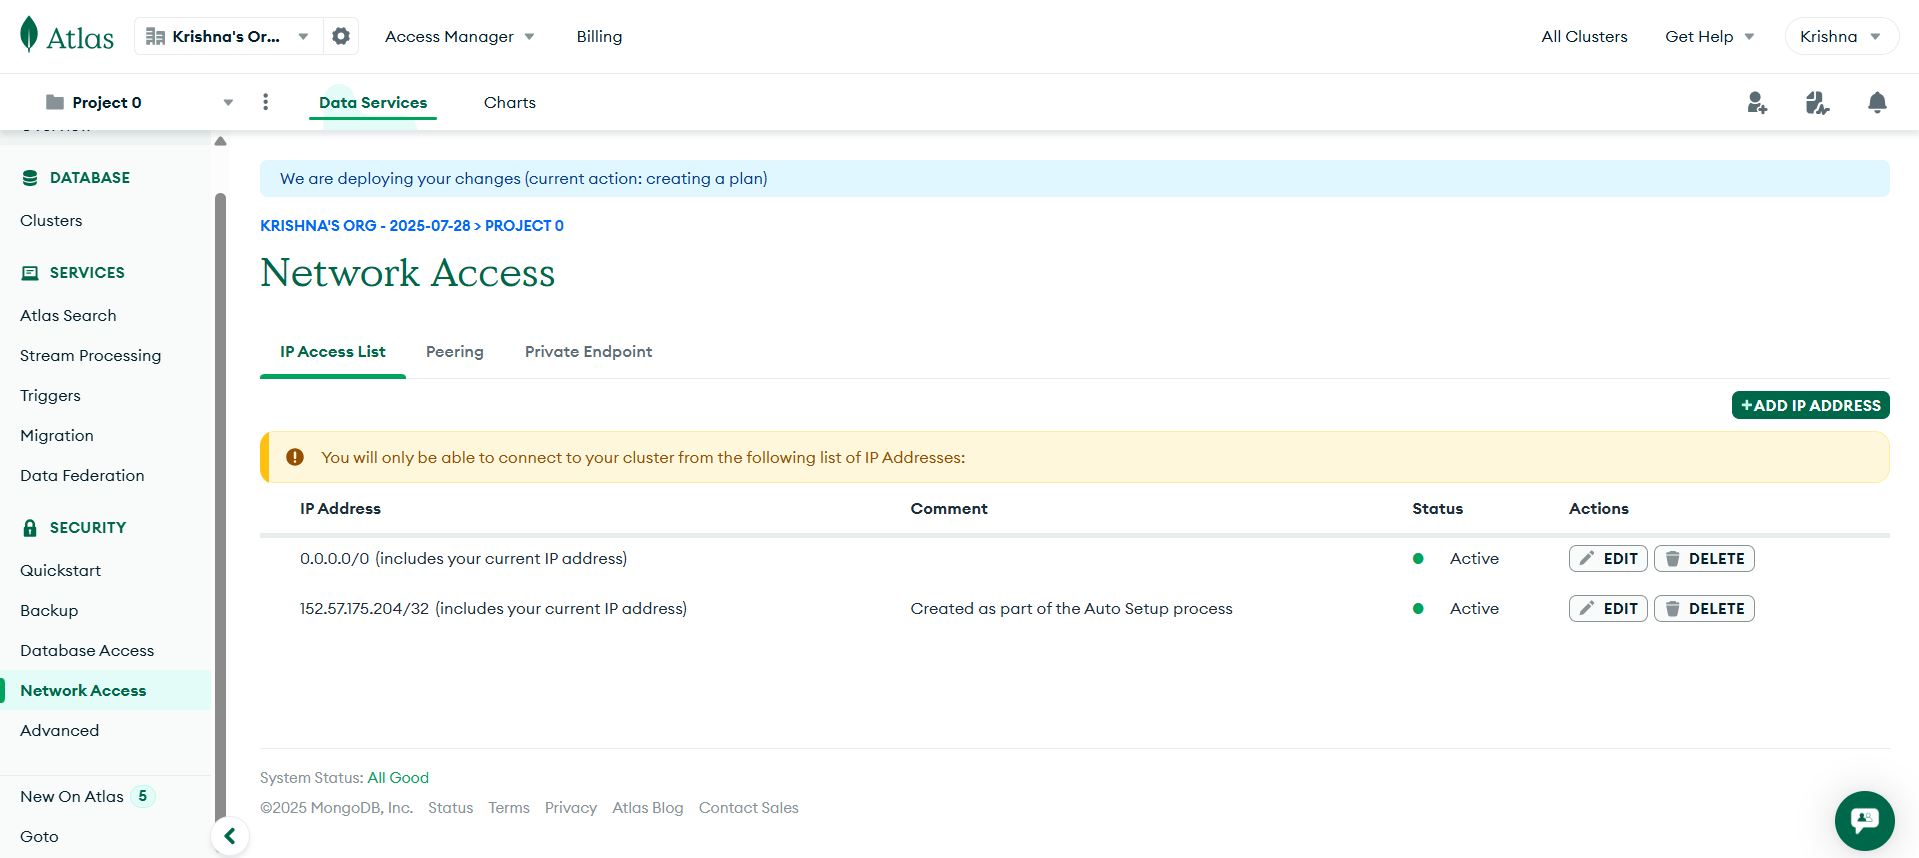 Atlas
Krishna's Or...
Access Manager
Billing
All Clusters
Get Help
Krishna
Project 0
Data Services
Charts
DATABASE
Clusters
SERVICES
Atlas Search
Stream Processing
Triggers
Migration
Data Federation
SECURITY
Quickstart
Backup
Database Access
Network Access
Advanced
New On Atlas 5
Goto
We are deploying your changes (current action: creating a plan)
KRISHNA'S ORG - 2025-07-28 > PROJECT 0
Network Access
IP Access List
Peering
Private Endpoint
+ADD IP ADDRESS
You will only be able to connect to your cluster from the following list of IP Addresses:
IP Address Comment Status Actions
0.0.0.0/0 (includes your current IP address) Active EDIT DELETE
152.57.175.204/32 (includes your current IP address) Created as part of the Auto Setup process Active EDIT DELETE
System Status: All Good
©2025 MongoDB, Inc. Status Terms Privacy Atlas Blog Contact Sales